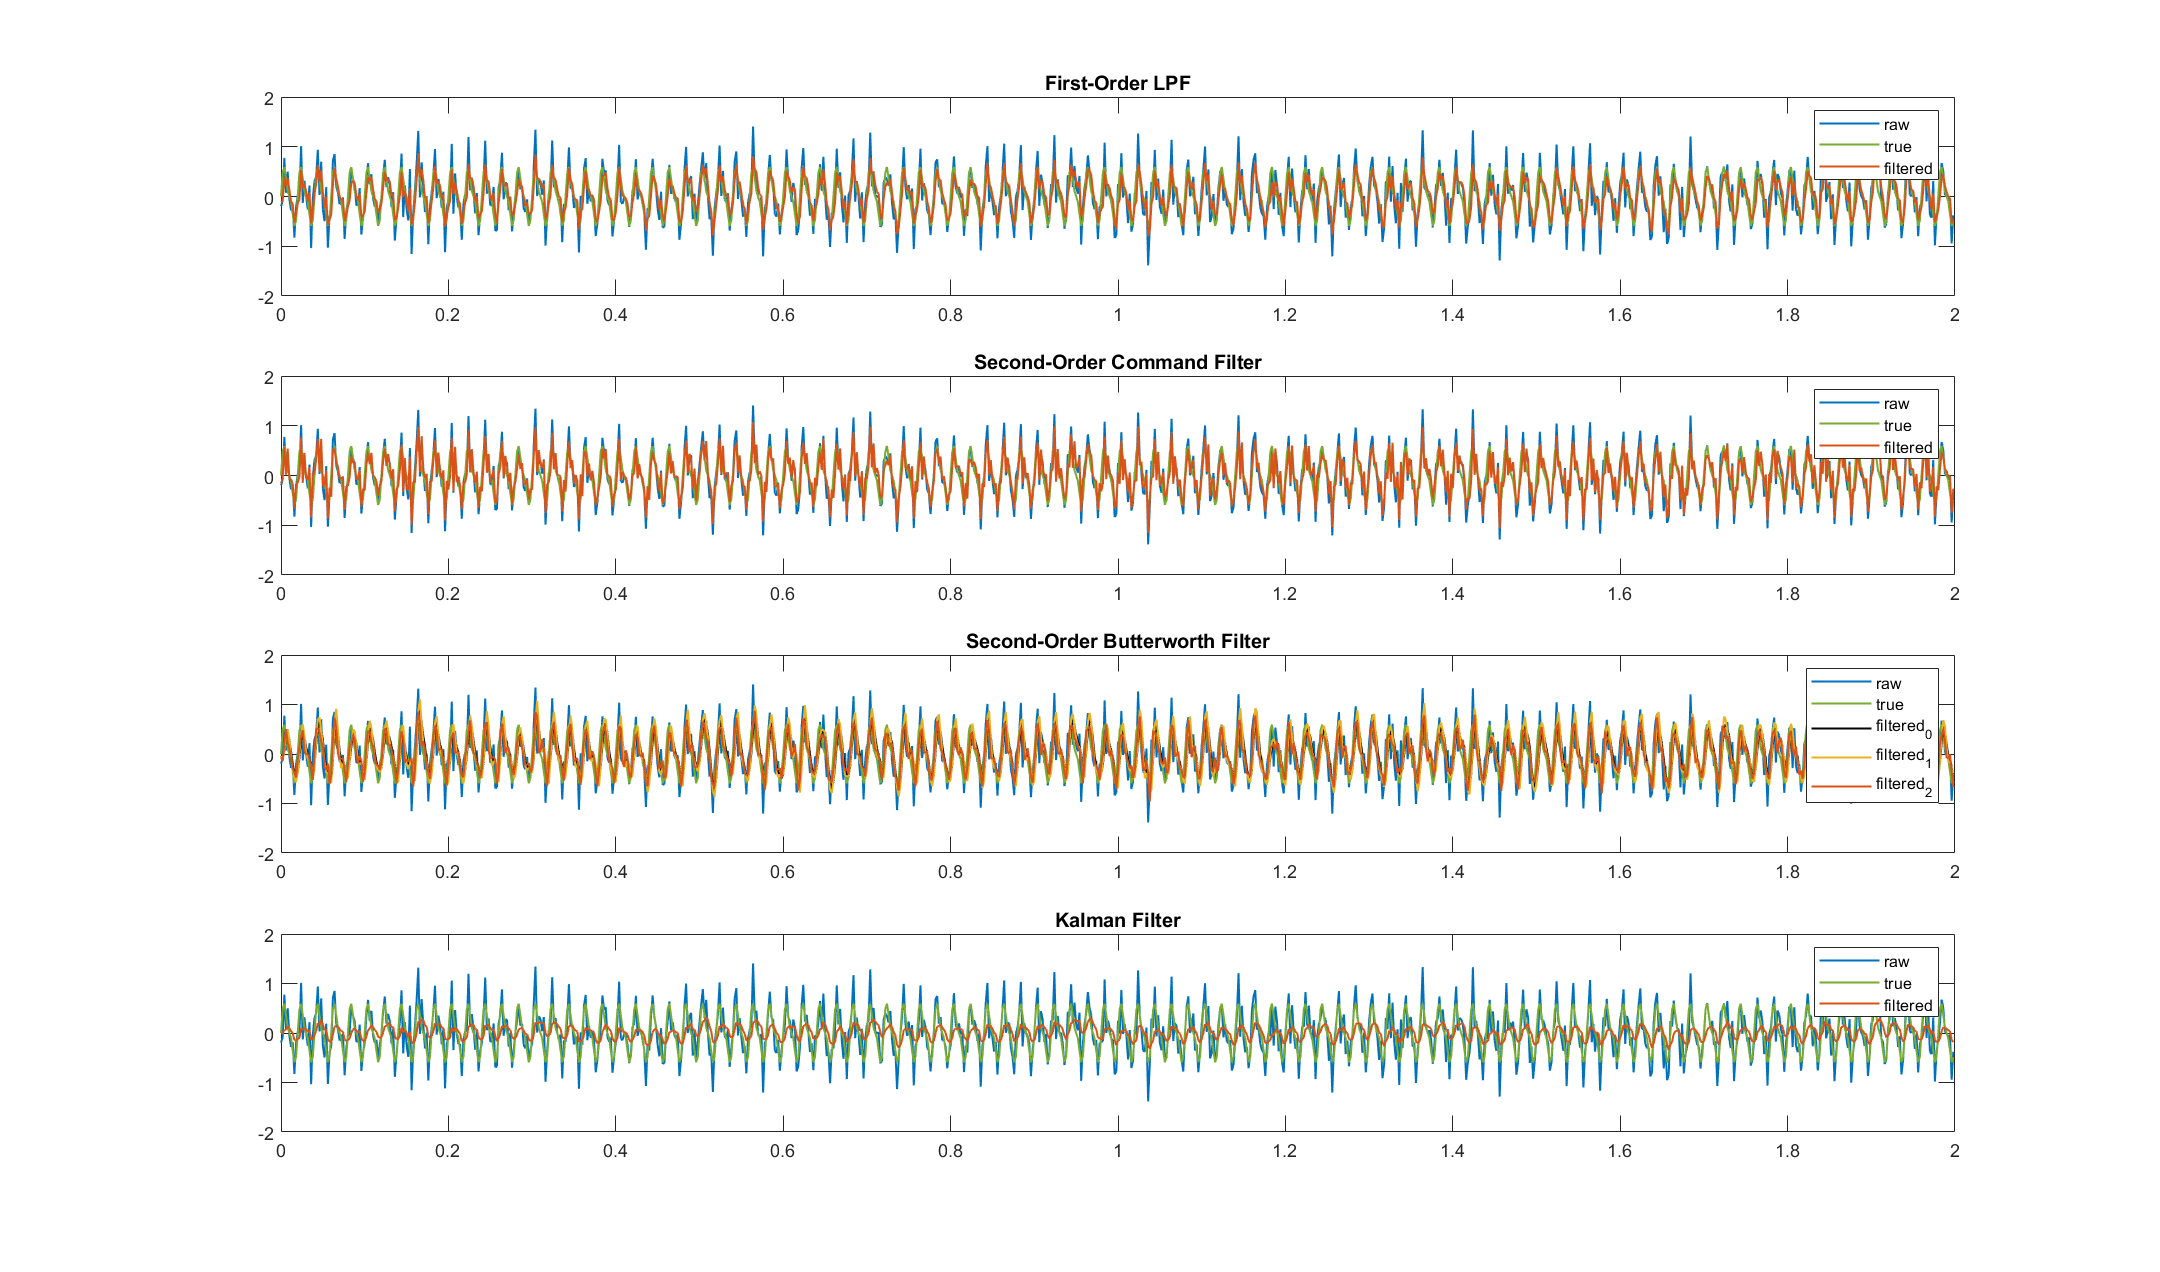 First-Order LPF
2
1
0
-1
-2
raw
true
filtered
0 0.2 0.4 0.6 0.8 1 1.2 1.4 1.6 1.8 2
Second-Order Command Filter
2
1
0
-1
-2
raw
true
filtered
0 0.2 0.4 0.6 0.8 1 1.2 1.4 1.6 1.8 2
Second-Order Butterworth Filter
2
1
0
-1
-2
raw
true
filtered_0
filtered_1
filtered_2
0 0.2 0.4 0.6 0.8 1 1.2 1.4 1.6 1.8 2
Kalman Filter
2
1
0
-1
-2
raw
true
filtered
0 0.2 0.4 0.6 0.8 1 1.2 1.4 1.6 1.8 2